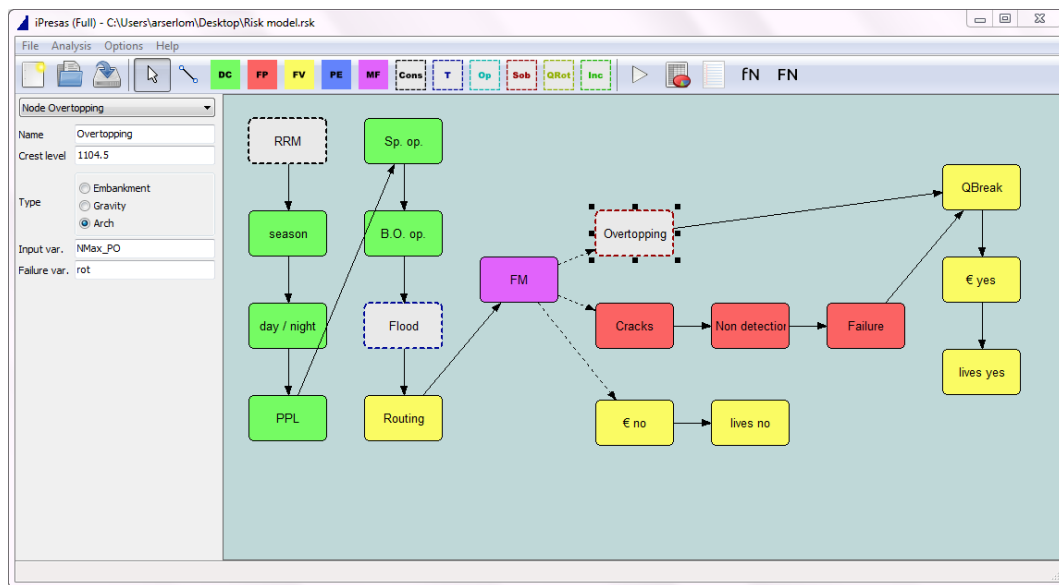 iPresas (Full) - C:\Users\arserlom\Desktop\Risk model.rsk
File Analysis Options Help
DC FP FV PE MF Cons T Op Sob QRot Inc fN FN
Node Overtopping
Name Overtopping
Crest level 1104.5
Type
Embankment
Gravity
Arch
Input var. NMax_PO
Failure var. rot
RRM
season
day / night
PPL
Sp. op.
B.O. op.
Flood
Routing
FM
Overtopping
Cracks
Non detection
Failure
€ no
lives no
QBreak
€ yes
lives yes